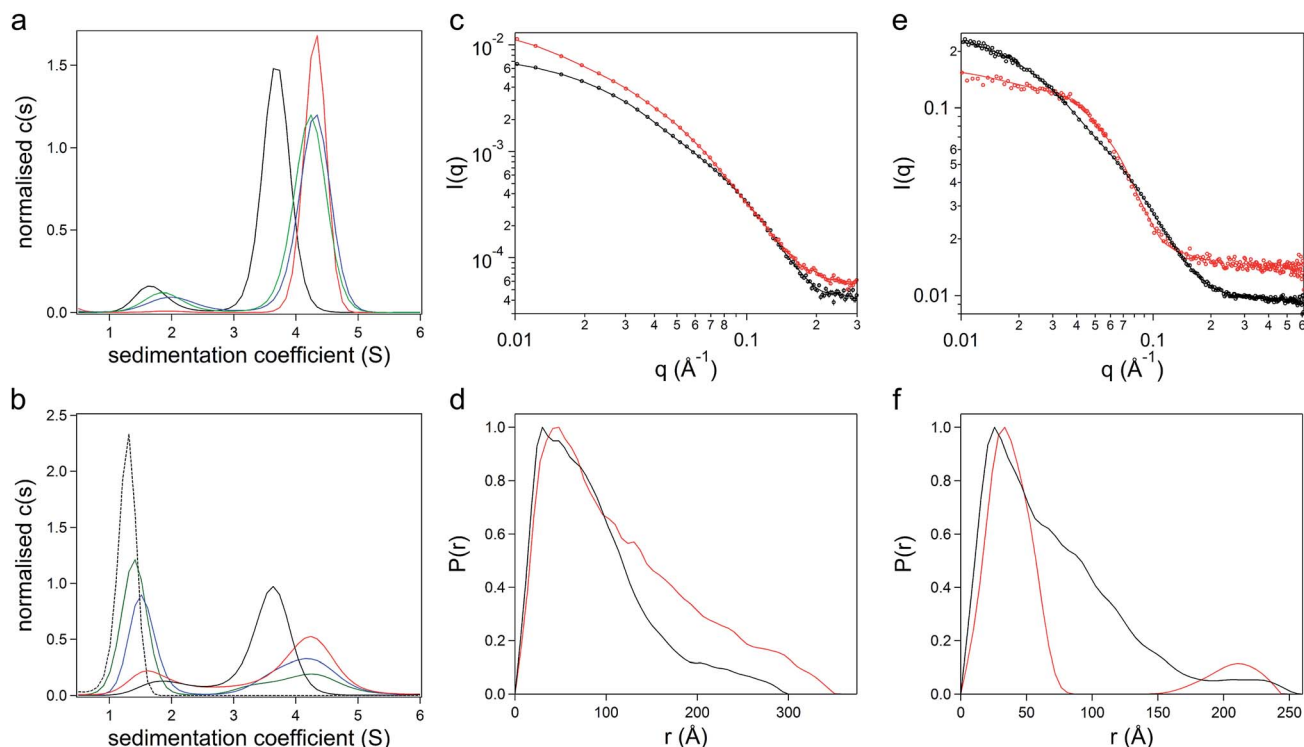 a
normalised c(s)
1.5
1.0
0.5
0.0
1 2 3 4 5 6
sedimentation coefficient (S)
b
normalised c(s)
2.5
2.0
1.5
1.0
0.5
0.0
1 2 3 4 5 6
sedimentation coefficient (S)
c
I(q)
10⁻²
6
4
2
10⁻³
6
4
2
10⁻⁴
6
4
0.01 2 3 4 5 6 7 8 0.1 2 3
q (Å⁻¹)
d
P(r)
1.0
0.8
0.6
0.4
0.2
0.0
0 100 200 300
r (Å)
e
I(q)
2
0.1
6
5
4
3
2
0.01
0.01 2 3 4 5 6 7 0.1 2 3 4 5 6
q (Å⁻¹)
f
P(r)
1.0
0.8
0.6
0.4
0.2
0.0
0 50 100 150 200 250
r (Å)